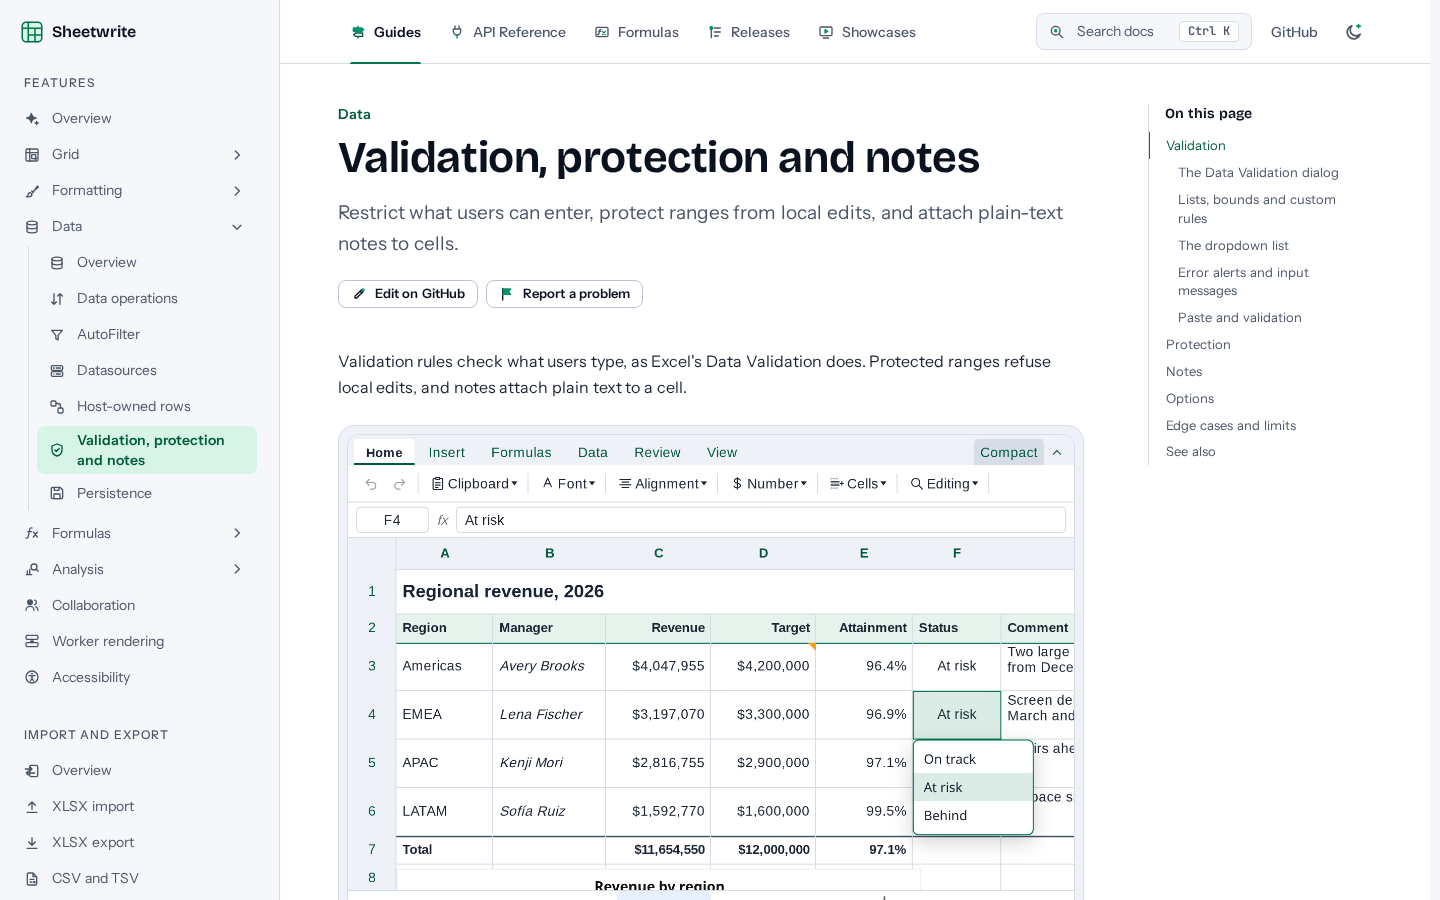 Sheetwrite
Guides
API Reference
Formulas
Releases
Showcases
Search docs
Ctrl K
GitHub
FEATURES
Overview
Grid
Formatting
Data
Overview
Data operations
AutoFilter
Datasources
Host-owned rows
Validation, protection
and notes
Persistence
Formulas
Analysis
Collaboration
Worker rendering
Accessibility
IMPORT AND EXPORT
Overview
XLSX import
XLSX export
CSV and TSV
Data
Validation, protection and notes
Restrict what users can enter, protect ranges from local edits, and attach plain-text
notes to cells.
Edit on GitHub
Report a problem
Validation rules check what users type, as Excel's Data Validation does. Protected ranges refuse
local edits, and notes attach plain text to a cell.
Home Insert Formulas Data Review View Compact
Clipboard Font Alignment $ Number Cells Editing
F4 fx At risk
A B C D E F
1 Regional revenue, 2026
2 Region Manager Revenue Target Attainment Status Comment
3 Americas Avery Brooks $4,047,955 $4,200,000 96.4% At risk Two large
from Dece
4 EMEA Lena Fischer $3,197,070 $3,300,000 96.9% At risk Screen de
March and
5 APAC Kenji Mori $2,816,755 $2,900,000 97.1% irs ahe
6 LATAM Sofía Ruiz $1,592,770 $1,600,000 99.5% pace s
On track
At risk
Behind
7 Total $11,654,550 $12,000,000 97.1%
8
Revenue by region
On this page
Validation
The Data Validation dialog
Lists, bounds and custom
rules
The dropdown list
Error alerts and input
messages
Paste and validation
Protection
Notes
Options
Edge cases and limits
See also